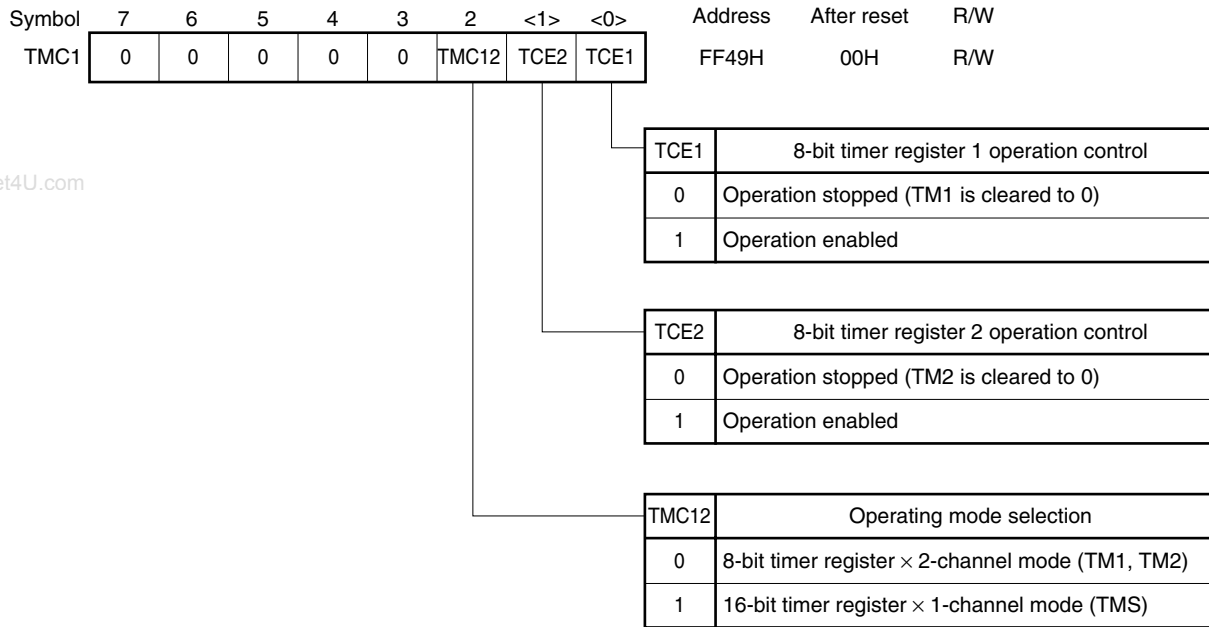 Symbol 7 6 5 4 3 2 <1> <0> Address After reset R/W
TMC1 0 0 0 0 0 TMC12 TCE2 TCE1 FF49H 00H R/W
TCE1 8-bit timer register 1 operation control
et4U.com
0 Operation stopped (TM1 is cleared to 0)
1 Operation enabled
TCE2 8-bit timer register 2 operation control
0 Operation stopped (TM2 is cleared to 0)
1 Operation enabled
TMC12 Operating mode selection
0 8-bit timer register × 2-channel mode (TM1, TM2)
1 16-bit timer register × 1-channel mode (TMS)